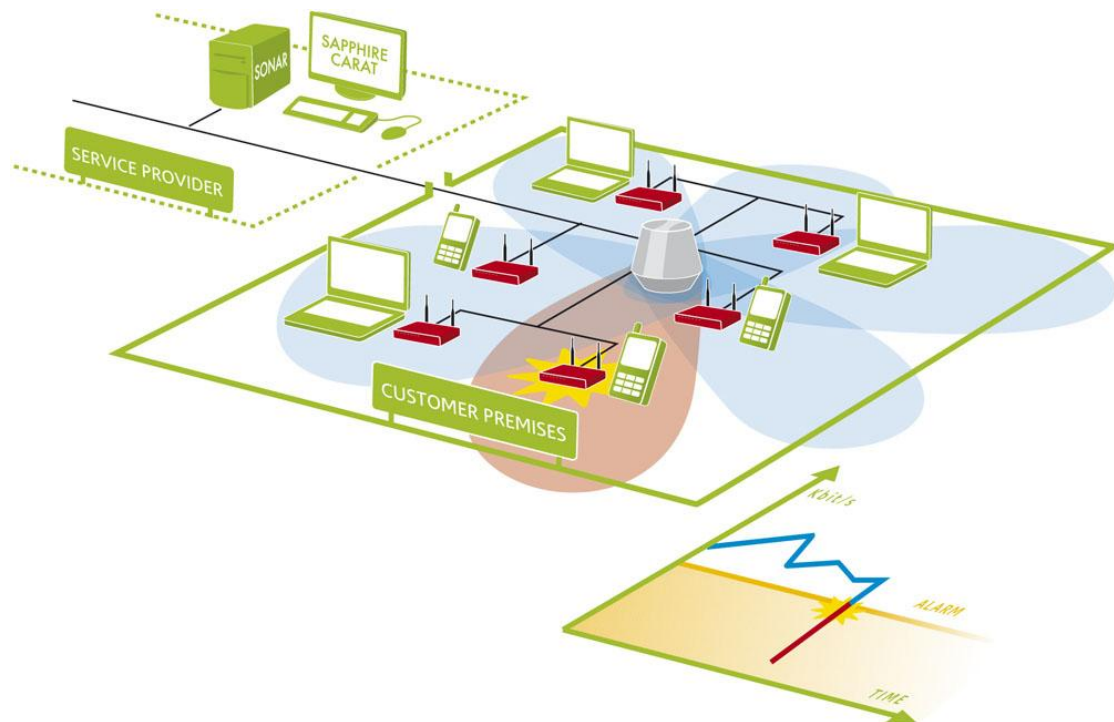 SONAR
SAPPHIRE
CARAT
SERVICE PROVIDER
CUSTOMER PREMISES
Kbit/s
ALARM
TIME